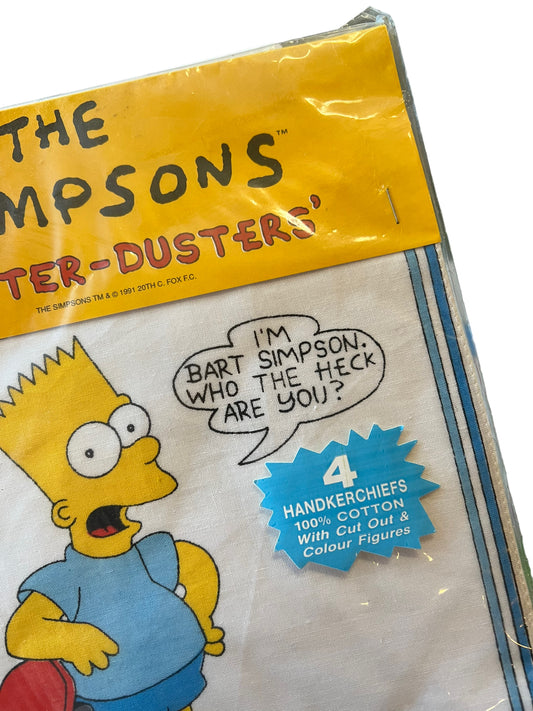 THE
MPSONS™
TER-DUSTERS'
THE SIMPSONS TM & © 1991 20TH C. FOX F.C.
I'M
BART SIMPSON.
WHO THE HECK
ARE YOU?
4
HANDKERCHIEFS
100% COTTON
With Cut Out &
Colour Figures